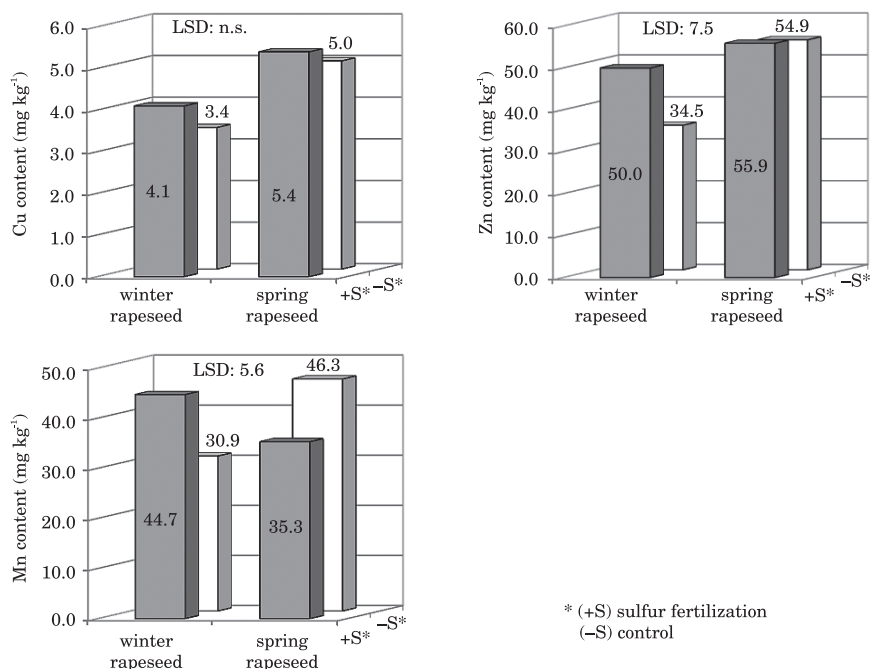 LSD: n.s.
Cu content (mg kg⁻¹)
6.0
5.0
4.0
3.0
2.0
1.0
0.0
4.1
3.4
5.4
5.0
winter
rapeseed
spring
rapeseed
+S*
–S*
LSD: 7.5
Zn content (mg kg⁻¹)
60.0
50.0
40.0
30.0
20.0
10.0
0.0
50.0
34.5
55.9
54.9
winter
rapeseed
spring
rapeseed
+S*
–S*
LSD: 5.6
Mn content (mg kg⁻¹)
50.0
40.0
30.0
20.0
10.0
0.0
44.7
30.9
35.3
46.3
winter
rapeseed
spring
rapeseed
+S*
–S*
* (+S) sulfur fertilization
(–S) control